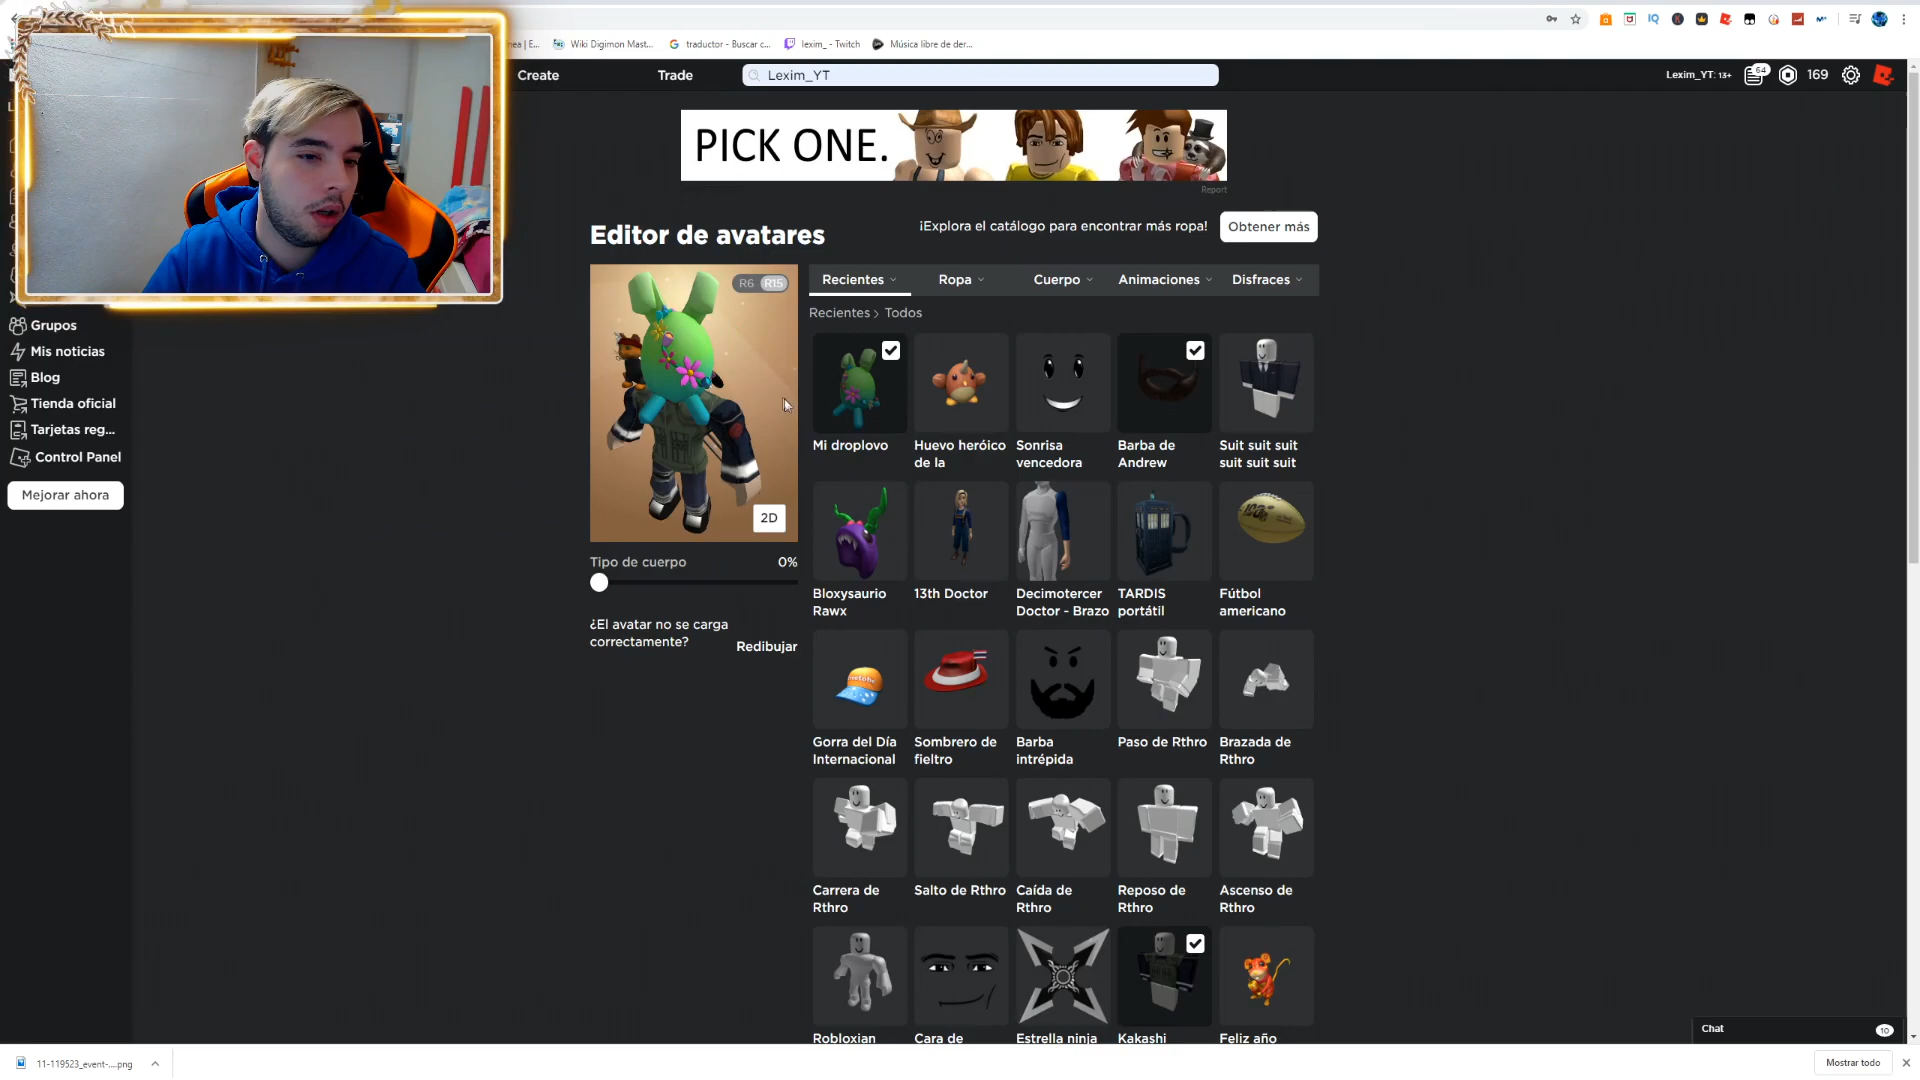 nea | E...
Wiki Digimon Mast...
traductor - Buscar c...
lexim_ - Twitch
Música libre de der...
Create
Trade
Lexim_YT
Lexim_YT: 13+
64
169
PICK ONE.
Report
Editor de avatares
¡Explora el catálogo para encontrar más ropa!
Obtener más
R6 R15
2D
Tipo de cuerpo
0%
¿El avatar no se carga
correctamente?
Redibujar
Recientes
Ropa
Cuerpo
Animaciones
Disfraces
Recientes > Todos
Mi droplovo
Huevo heróico
de la
Sonrisa
vencedora
Barba de
Andrew
Suit suit suit
suit suit suit
Bloxysaurio
Rawx
13th Doctor
Decimotercer
Doctor - Brazo
TARDIS
portátil
Fútbol
americano
Gorra del Día
Internacional
Sombrero de
fieltro
Barba
intrépida
Paso de Rthro
Brazada de
Rthro
Carrera de
Rthro
Salto de Rthro
Caída de
Rthro
Reposo de
Rthro
Ascenso de
Rthro
Robloxian
Cara de
Estrella ninja
Kakashi
Feliz año
Grupos
Mis noticias
Blog
Tienda oficial
Tarjetas reg...
Control Panel
Mejorar ahora
Chat
10
11-119523_event-....png
Mostrar todo